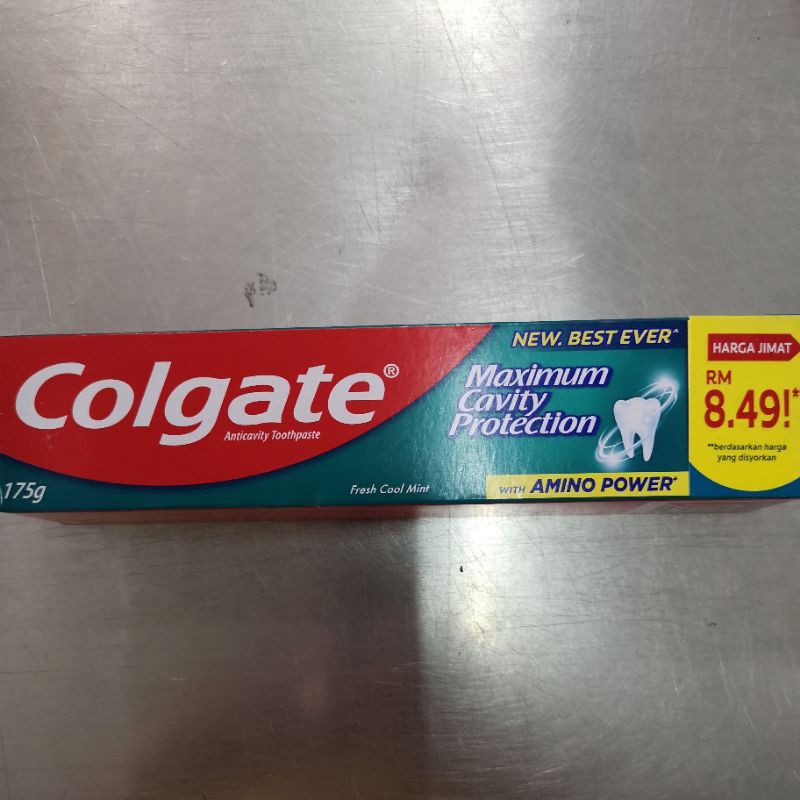 Colgate®
Anticavity Toothpaste
175g
Fresh Cool Mint
NEW. BEST EVER^
Maximum
Cavity
Protection
WITH AMINO POWER+
HARGA JIMAT
RM
8.49!*
**berdasarkan harga
yang disyorkan